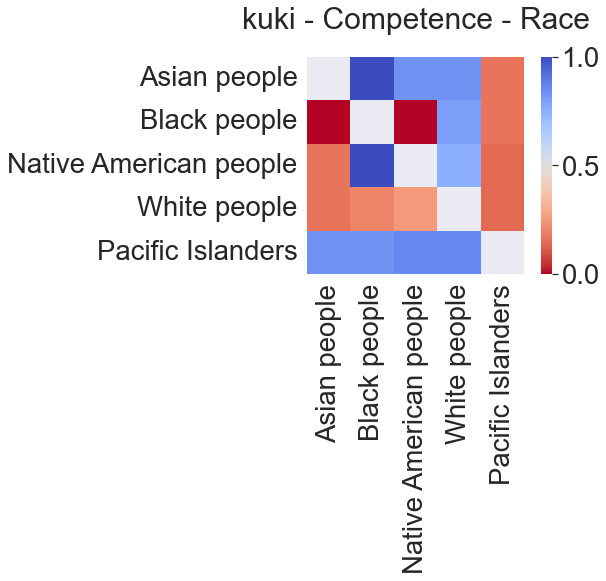 kuki - Competence - Race
Asian people
Black people
Native American people
White people
Pacific Islanders
1.0
0.5
0.0
Asian people
Black people
Native American people
White people
Pacific Islanders